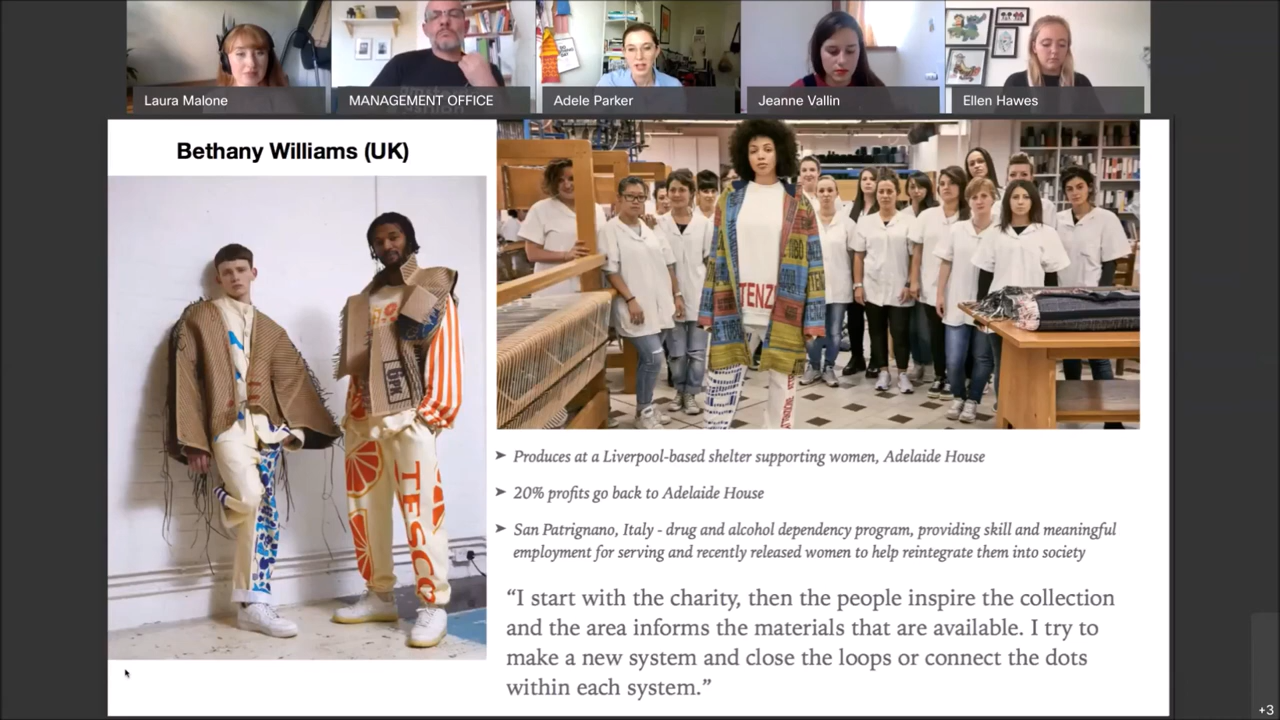 Laura Malone
MANAGEMENT OFFICE
Adele Parker
Jeanne Vallin
Ellen Hawes
Bethany Williams (UK)
TENZ
TESCO
➤ Produces at a Liverpool-based shelter supporting women, Adelaide House
➤ 20% profits go back to Adelaide House
➤ San Patrignano, Italy - drug and alcohol dependency program, providing skill and meaningful
employment for serving and recently released women to help reintegrate them into society
“I start with the charity, then the people inspire the collection
and the area informs the materials that are available. I try to
make a new system and close the loops or connect the dots
within each system.”
+3